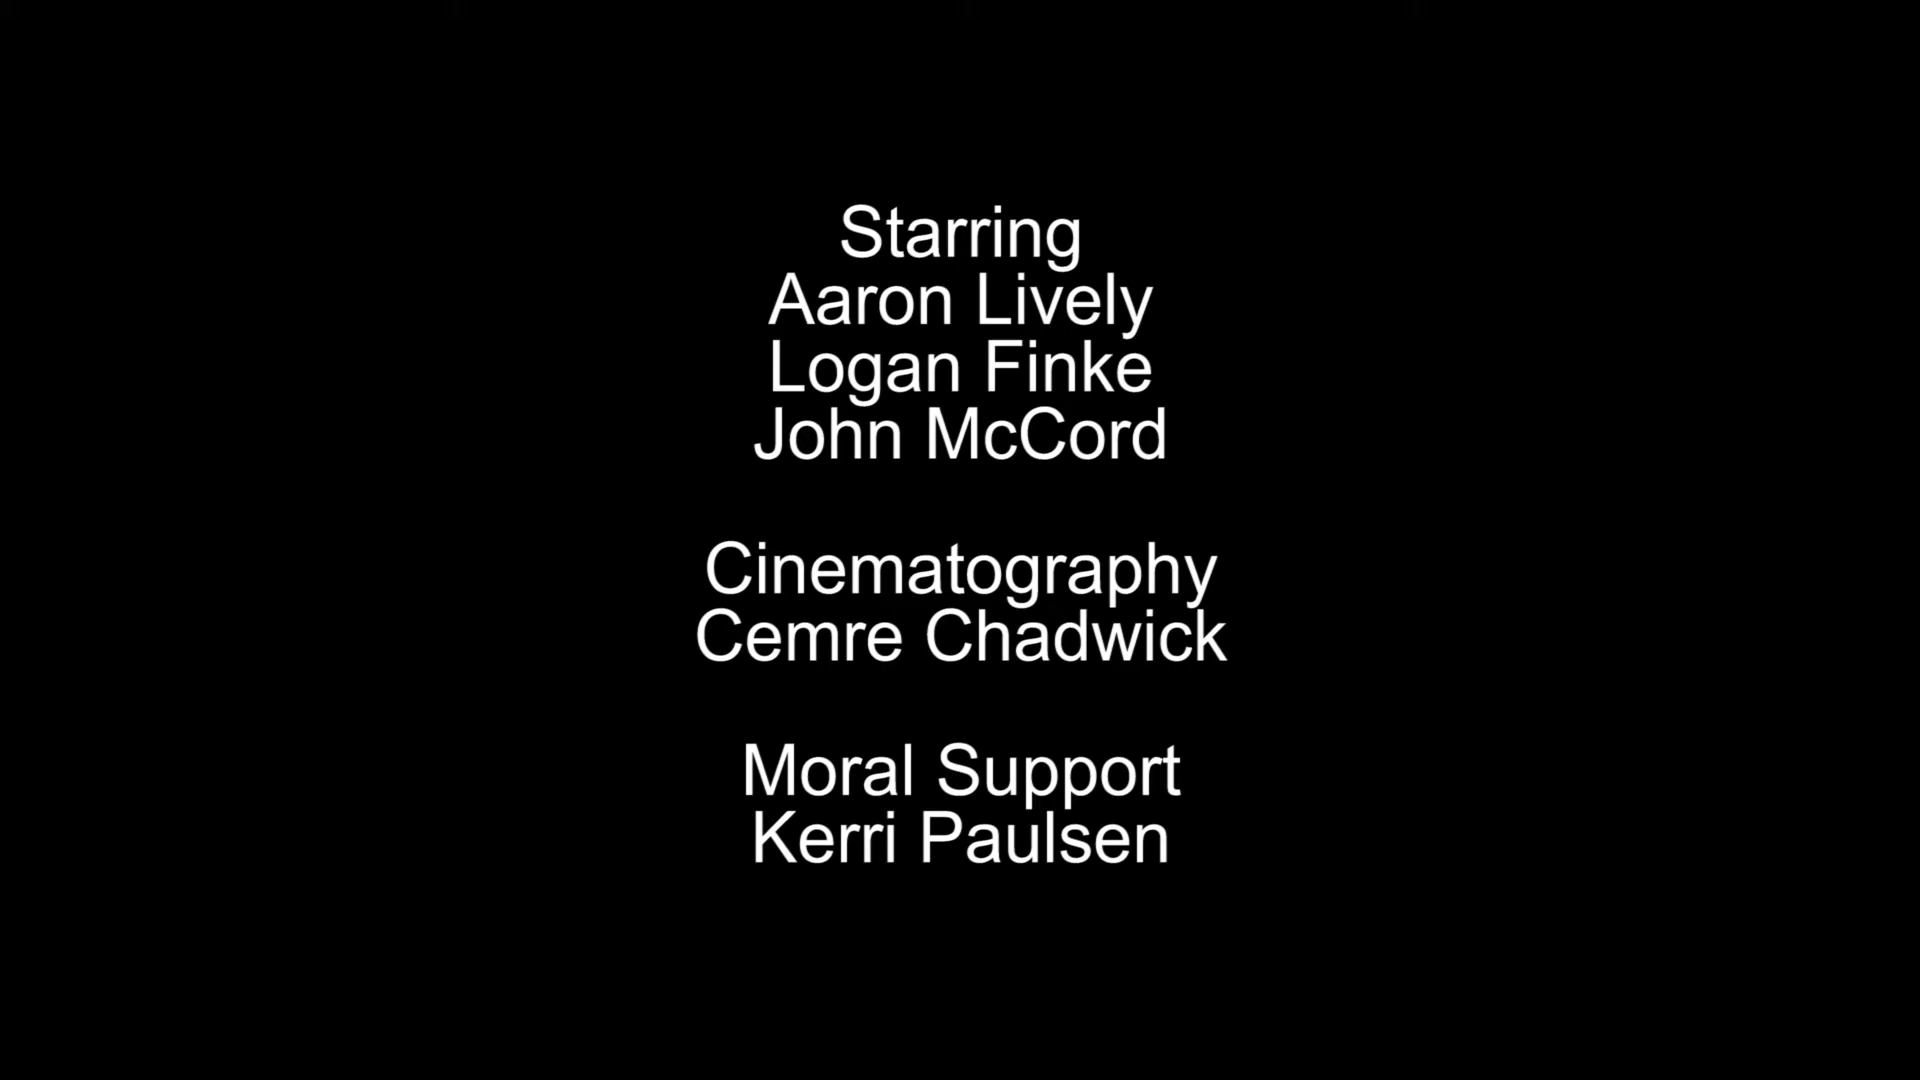 Starring
Aaron Lively
Logan Finke
John McCord
Cinematography
Cemre Chadwick
Moral Support
Kerri Paulsen